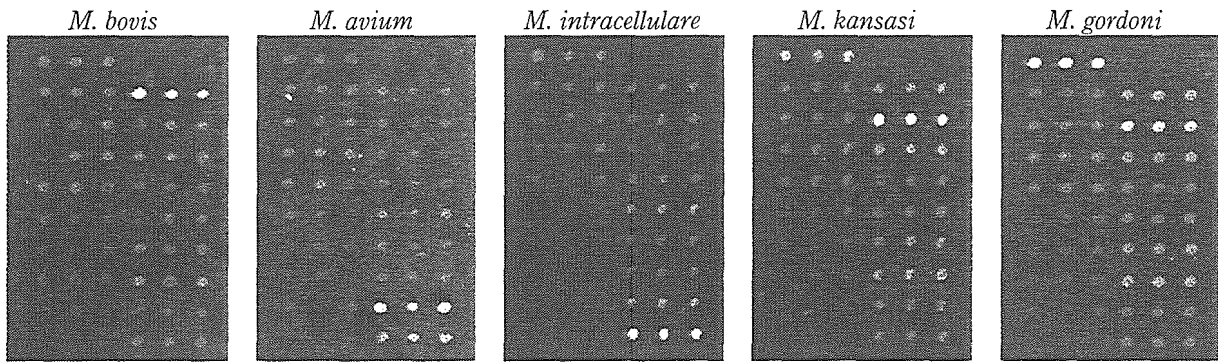 M. bovis
M. avium
M. intracellulare
M. kansasi
M. gordoni